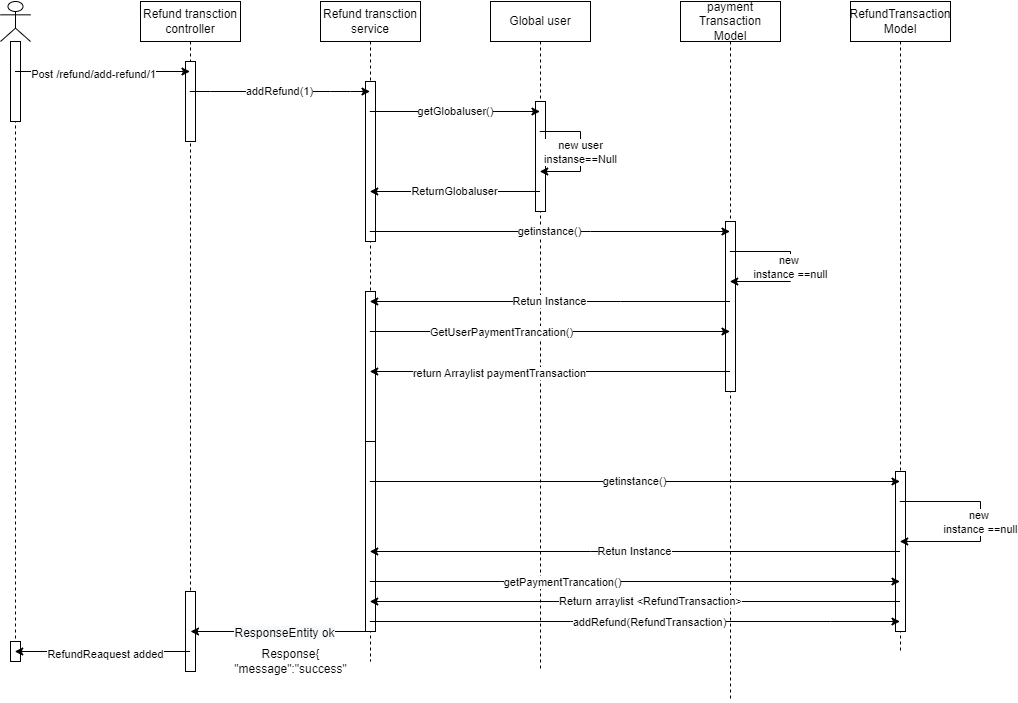 Refund transction
controller
Refund transction
service
Global user
payment
Transaction
Model
RefundTransaction
Model
Post /refund/add-refund/1
addRefund(1)
getGlobaluser()
new user
instanse==Null
ReturnGlobaluser
getinstance()
new
instance ==null
Retun Instance
GetUserPaymentTrancation()
return Arraylist paymentTransaction
getinstance()
new
instance ==null
Retun Instance
getPaymentTrancation()
Return arraylist <RefundTransaction>
addRefund(RefundTransaction)
ResponseEntity ok
Response{
"message":"success"
RefundReaquest added